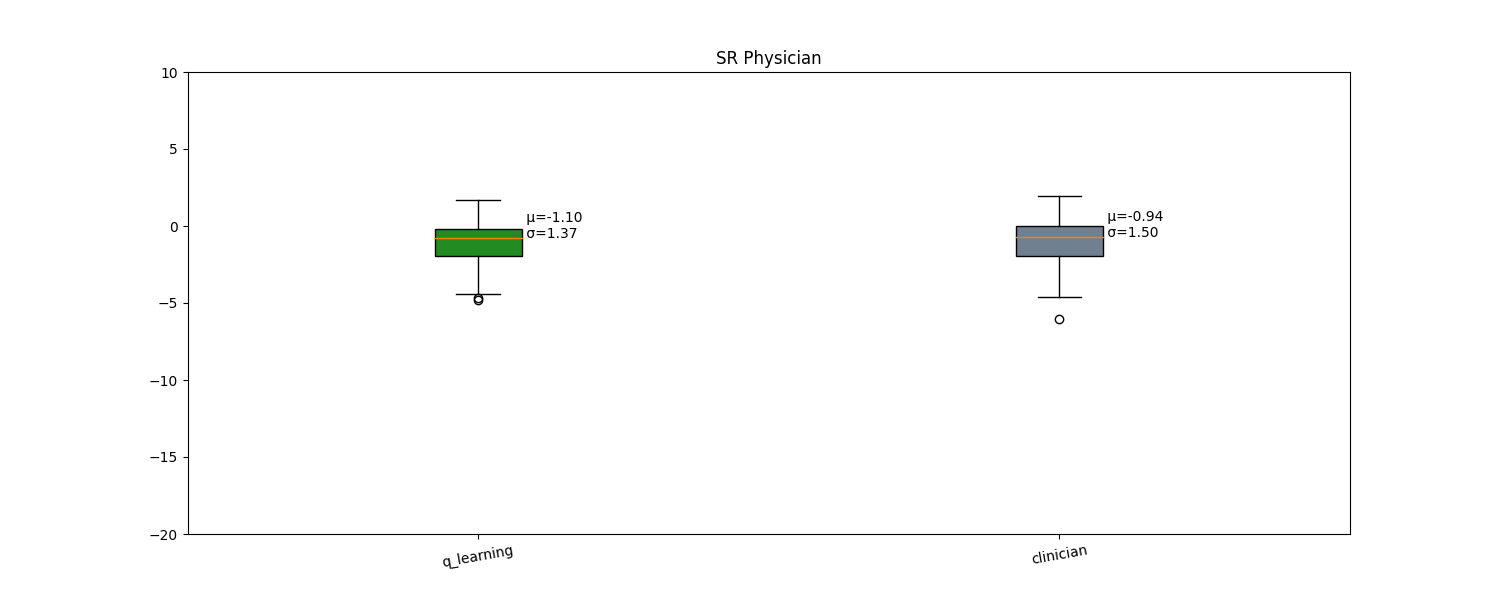 SR Physician
10
5
0
−5
−10
−15
−20
μ=-1.10
σ=1.37
μ=-0.94
σ=1.50
q_learning
clinician